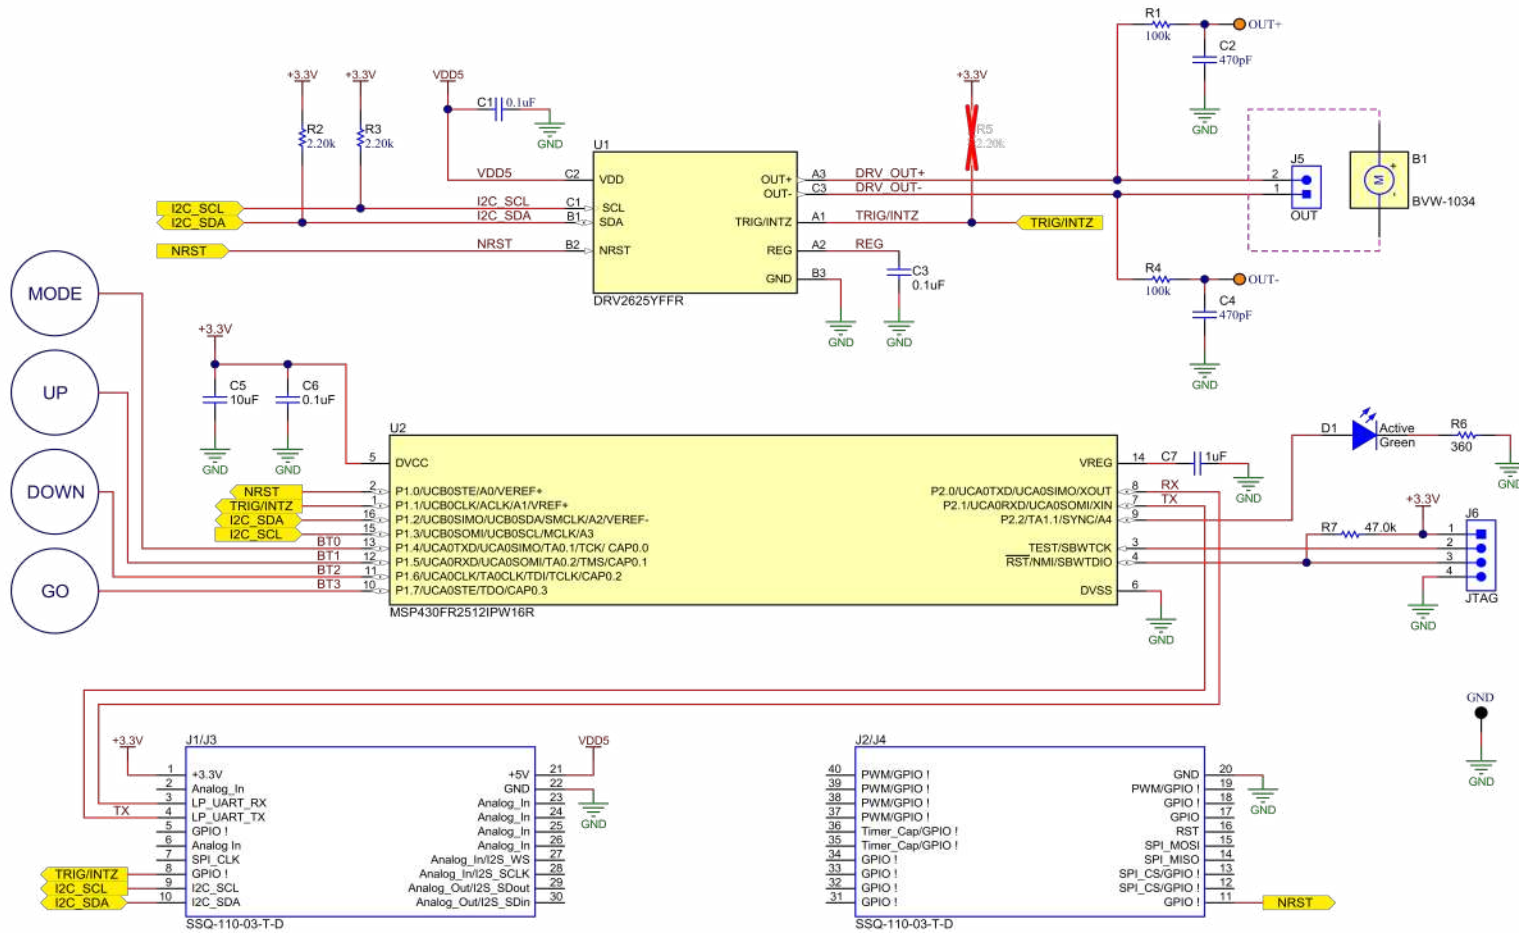 R1
100k
OUT+
C2
470pF
GND
+3.3V
+3.3V
VDD5
+3.3V
C1
0.1uF
GND
R2
2.20k
R3
2.20k
R5
2.20k
U1
VDD5
C2
VDD
OUT+
A3
DRV_OUT+
OUT-
C3
DRV_OUT-
I2C_SCL
I2C_SCL
C1
SCL
I2C_SDA
I2C_SDA
B1
SDA
TRIG/INTZ
A1
TRIG/INTZ
TRIG/INTZ
NRST
NRST
B2
NRST
REG
A2
REG
GND
B3
C3
0.1uF
DRV2625YFFR
GND
GND
J5
2
1
OUT
M
+
-
B1
BVW-1034
R4
100k
OUT-
C4
470pF
GND
MODE
UP
DOWN
GO
+3.3V
C5
10uF
C6
0.1uF
GND
GND
U2
5
DVCC
VREG
14
C7
1uF
GND
NRST
2
P1.0/UCB0STE/A0/VEREF+
TRIG/INTZ
1
P1.1/UCB0CLK/ACLK/A1/VREF+
I2C_SDA
16
P1.2/UCB0SIMO/UCB0SDA/SMCLK/A2/VEREF-
I2C_SCL
15
P1.3/UCB0SOMI/UCB0SCL/MCLK/A3
BT0
13
P1.4/UCA0TXD/UCA0SIMO/TA0.1/TCK/ CAP0.0
BT1
12
P1.5/UCA0RXD/UCA0SOMI/TA0.2/TMS/CAP0.1
BT2
11
P1.6/UCA0CLK/TA0CLK/TDI/TCLK/CAP0.2
BT3
10
P1.7/UCA0STE/TDO/CAP0.3
P2.0/UCA0TXD/UCA0SIMO/XOUT
8
RX
P2.1/UCA0RXD/UCA0SOMI/XIN
7
TX
P2.2/TA1.1/SYNC/A4
9
TEST/SBWTCK
3
RST/NMI/SBWTDIO
4
DVSS
6
GND
MSP430FR2512IPW16R
D1
Active
Green
R6
360
GND
+3.3V
R7
47.0k
J6
1
2
3
4
JTAG
GND
GND
GND
+3.3V
J1/J3
VDD5
1
+3.3V
+5V
21
2
Analog_In
GND
22
3
LP_UART_RX
Analog_In
23
TX
4
LP_UART_TX
Analog_In
24
5
GPIO !
Analog_In
25
6
Analog In
Analog_In
26
7
SPI_CLK
Analog_In/I2S_WS
27
TRIG/INTZ
8
GPIO !
Analog_In/I2S_SCLK
28
I2C_SCL
9
I2C_SCL
Analog_Out/I2S_SDout
29
I2C_SDA
10
I2C_SDA
Analog_Out/I2S_SDin
30
GND
SSQ-110-03-T-D
J2/J4
40
PWM/GPIO !
GND
20
39
PWM/GPIO !
PWM/GPIO !
19
38
PWM/GPIO !
GPIO !
18
37
PWM/GPIO !
GPIO
17
36
Timer_Cap/GPIO !
RST
16
35
Timer_Cap/GPIO !
SPI_MOSI
15
34
GPIO !
SPI_MISO
14
33
GPIO !
SPI_CS/GPIO !
13
32
GPIO !
SPI_CS/GPIO !
12
31
GPIO !
GPIO !
11
NRST
GND
SSQ-110-03-T-D